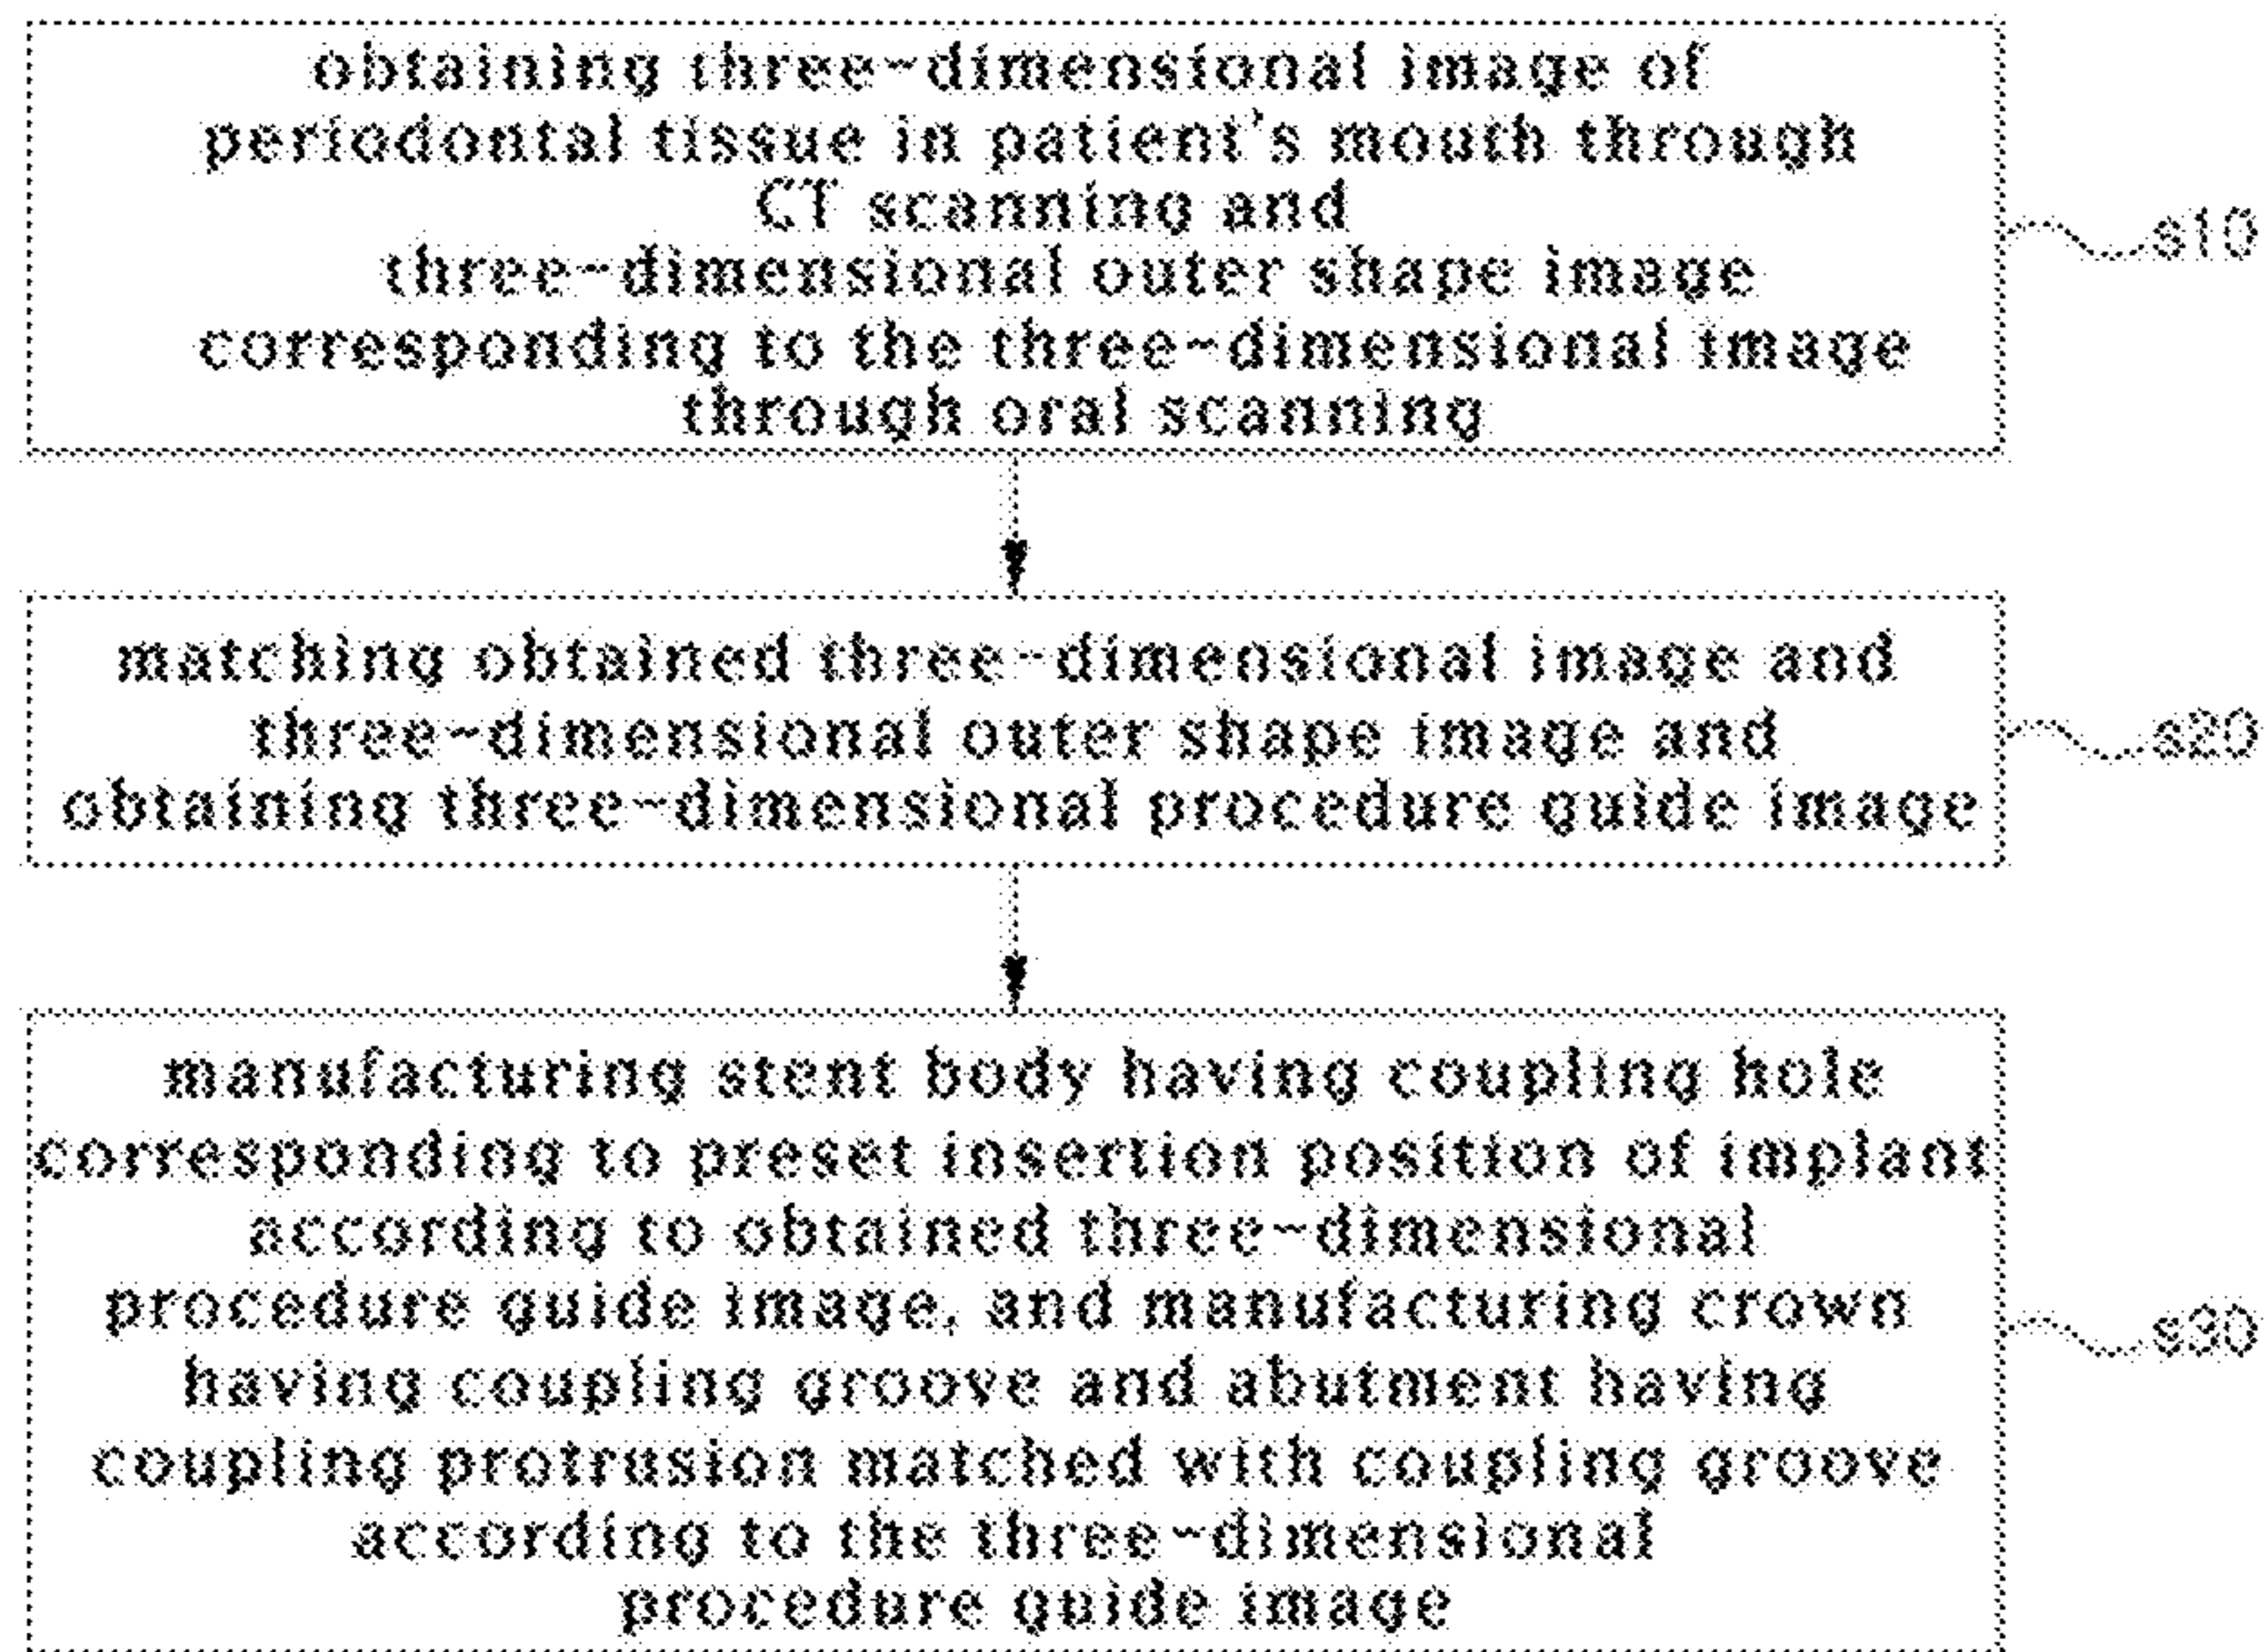 obtaining three-dimensional image of
periodontal tissue in patient's mouth through
CT scanning and
three-dimensional outer shape image
corresponding to the three-dimensional image
through oral scanning
s10
matching obtained three-dimensional image and
three-dimensional outer shape image and
obtaining three-dimensional procedure guide image
s20
manufacturing stent body having coupling hole
corresponding to preset insertion position of implant
according to obtained three-dimensional
procedure guide image, and manufacturing crown
having coupling groove and abutment having
coupling protrusion matched with coupling groove
according to the three-dimensional
procedure guide image
s30